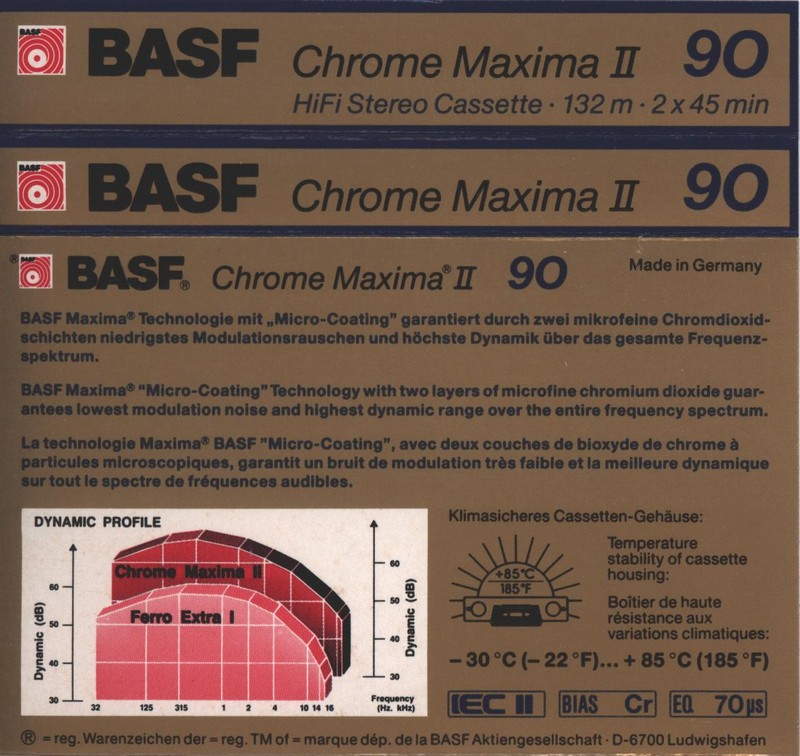 BASF BASF Chrome Maxima II 90
HiFi Stereo Cassette · 132 m · 2 x 45 min
BASF BASF Chrome Maxima II 90
® BASF BASF® Chrome Maxima® II 90 Made in Germany
BASF Maxima® Technologie mit „Micro-Coating” garantiert durch zwei mikrofeine Chromdioxid-
schichten niedrigstes Modulationsrauschen und höchste Dynamik über das gesamte Frequenz-
spektrum.
BASF Maxima® “Micro-Coating” Technology with two layers of microfine chromium dioxide guar-
antees lowest modulation noise and highest dynamic range over the entire frequency spectrum.
La technologie Maxima® BASF "Micro-Coating", avec deux couches de bioxyde de chrome à
particules microscopiques, garantit un bruit de modulation très faible et la meilleure dynamique
sur tout le spectre de fréquences audibles.
DYNAMIC PROFILE
Chrome Maxima II
Ferro Extra I
Dynamic (dB)
60
50
40
30
Dynamic (dB)
60
50
40
30
32 125 315 1 2 4 10 14 16
Frequency
(Hz. kHz)
Klimasicheres Cassetten-Gehäuse:
+85°C
185°F
Temperature
stability of cassette
housing:
Boîtier de haute
résistance aux
variations climatiques:
– 30 °C (– 22 °F)... + 85 °C (185 °F)
IEC II BIAS Cr EQ 70 µs
® = reg. Warenzeichen der = reg. TM of = marque dép. de la BASF Aktiengesellschaft · D-6700 Ludwigshafen